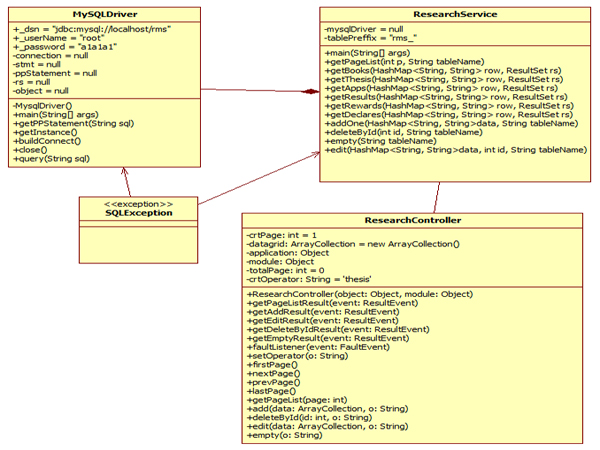 MySQLDriver
+_dsn = "jdbc:mysql://localhost/rms"
+_userName = "root"
+_password = "a1a1a1"
-connection = null
-stmt = null
-ppStatement = null
-rs = null
-object = null
-MysqlDriver()
+main(String[] args)
+getPPStatement(String sql)
+getInstance()
+buildConnect()
+close()
+query(String sql)
ResearchService
-mysqlDriver = null
-tablePreffix = "rms_"
+main(String[] args)
+getPageList(int p, String tableName)
+getBooks(HashMap<String, String> row, ResultSet rs)
+getThesis(HashMap<String, String> row, ResultSet rs)
+getApps(HashMap<String, String> row, ResultSet rs)
+getResults(HashMap<String, String> row, ResultSet rs)
+getRewards(HashMap<String, String> row, ResultSet rs)
+getDeclares(HashMap<String, String> row, ResultSet rs)
+addOne(HashMap<String, String>data, String tableName)
+deleteById(int id, String tableName)
+empty(String tableName)
+edit(HashMap<String, String>data, int id, String tableName)
<<exception>>
SQLException
ResearchController
-crtPage: int = 1
-datagrid: ArrayCollection = new ArrayCollection()
-application: Object
-module: Object
-totalPage: int = 0
-crtOperator: String = 'thesis'
+ResearchController(object: Object, module: Object)
+getPageListResult(event: ResultEvent)
+getAddResult(event: ResultEvent)
+getEditResult(event: ResultEvent)
+getDeleteByIdResult(event: ResultEvent)
+getEmptyResult(event: ResultEvent)
+faultListener(event: FaultEvent)
+setOperator(o: String)
+firstPage()
+nextPage()
+prevPage()
+lastPage()
+getPageList(page: int)
+add(data: ArrayCollection, o: String)
+deleteById(id: int, o: String)
+edit(data: ArrayCollection, o: String)
+empty(o: String)